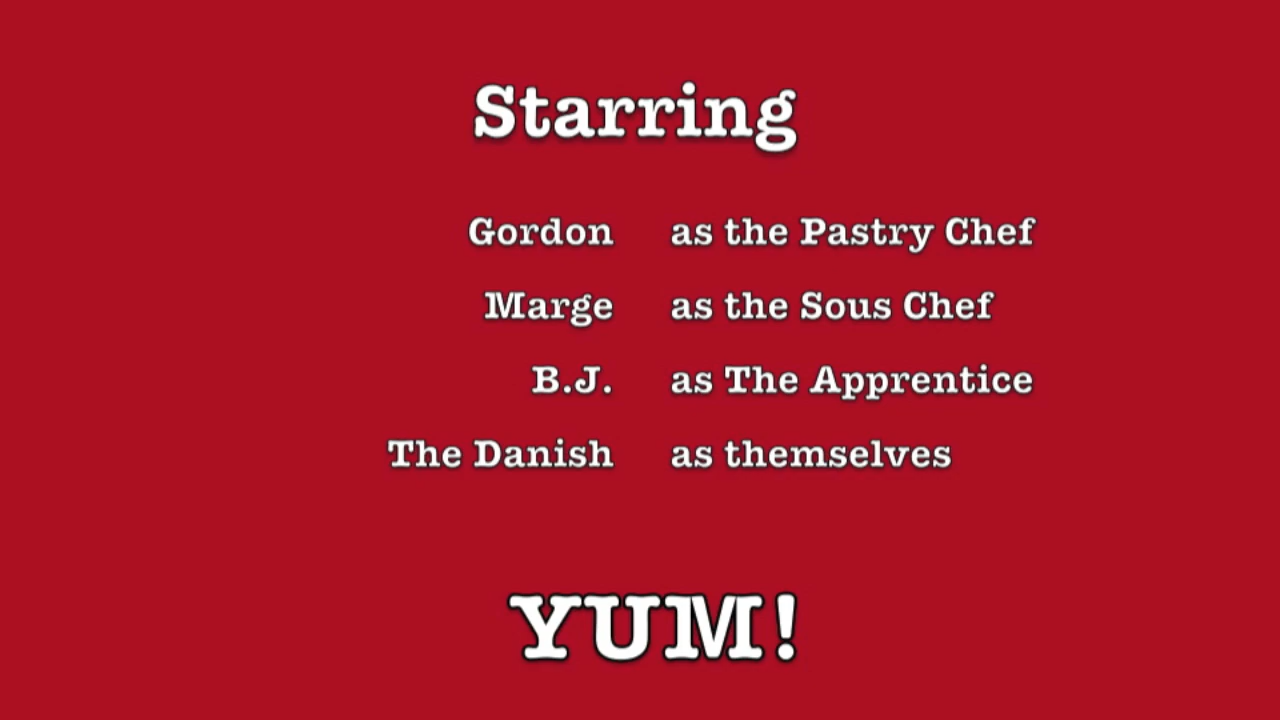 Starring
Gordon as the Pastry Chef
Marge as the Sous Chef
B.J. as The Apprentice
The Danish as themselves
YUM!